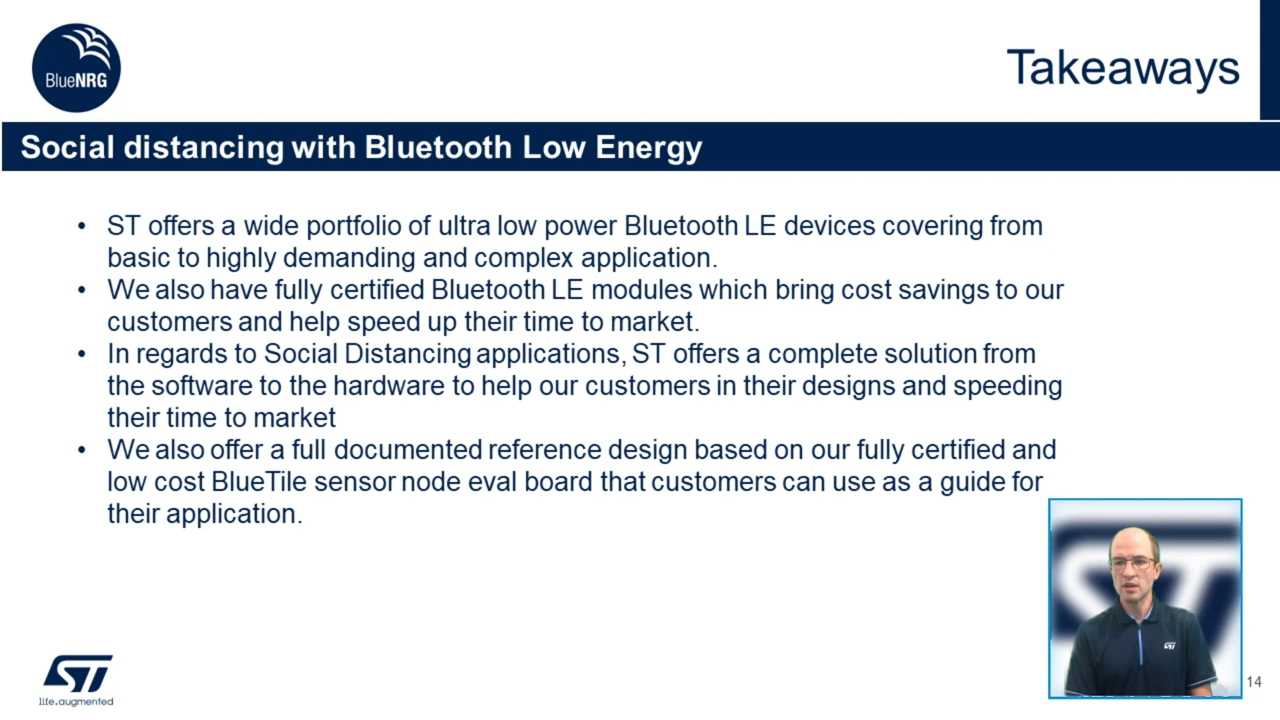 BlueNRG
Takeaways
Social distancing with Bluetooth Low Energy
• ST offers a wide portfolio of ultra low power Bluetooth LE devices covering from
basic to highly demanding and complex application.
• We also have fully certified Bluetooth LE modules which bring cost savings to our
customers and help speed up their time to market.
• In regards to Social Distancing applications, ST offers a complete solution from
the software to the hardware to help our customers in their designs and speeding
their time to market
• We also offer a full documented reference design based on our fully certified and
low cost BlueTile sensor node eval board that customers can use as a guide for
their application.
ST
life.augmented
ST
ST
14